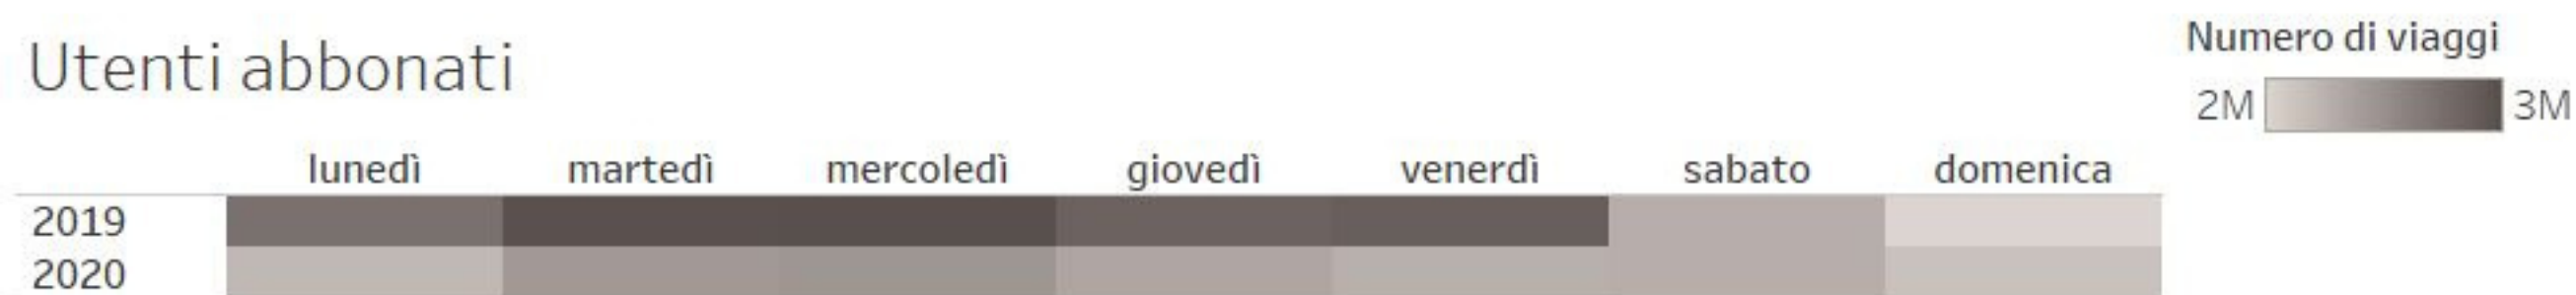 Utenti abbonati
Numero di viaggi
2M 3M
lunedì martedì mercoledì giovedì venerdì sabato domenica
2019
2020